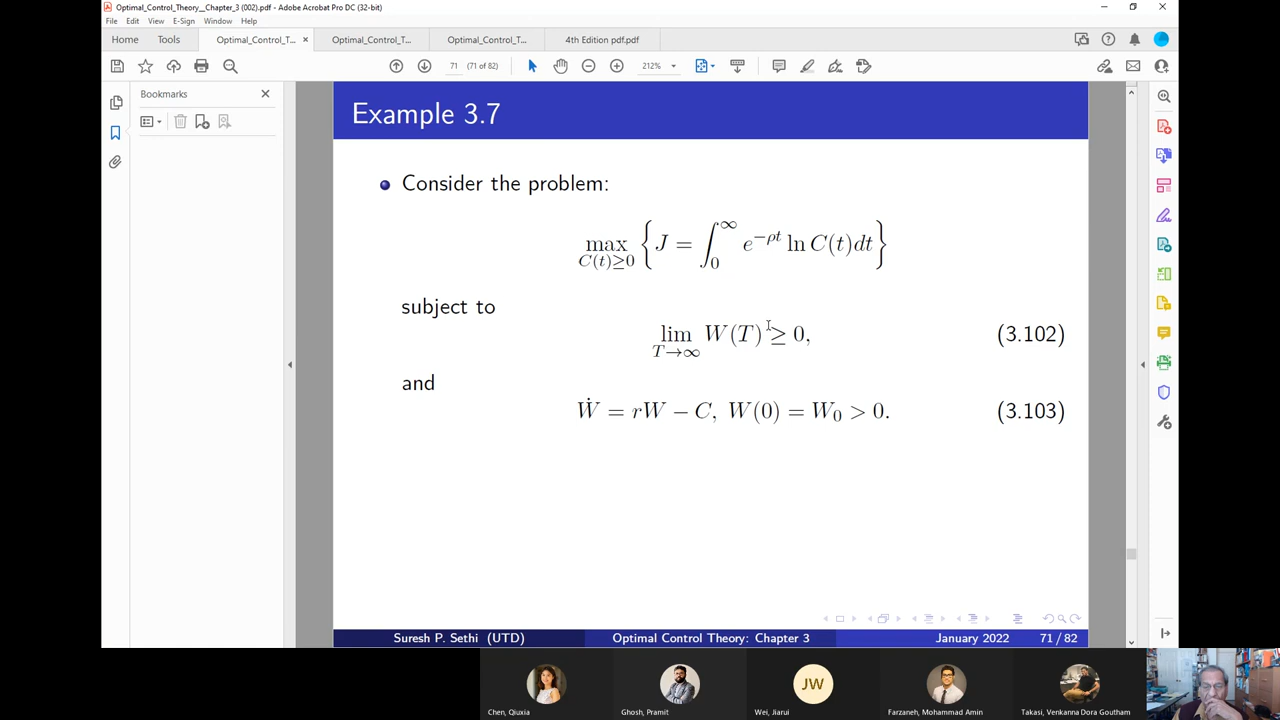 Optimal_Control_Theory__Chapter_3 (002).pdf - Adobe Acrobat Pro DC (32-bit)
File Edit View E-Sign Window Help
Home Tools Optimal_Control_T... × Optimal_Control_T... Optimal_Control_T... 4th Edition pdf.pdf
71 (71 of 82) 212%
Bookmarks
Example 3.7
Consider the problem:
max C(t)≥0 { J = ∫₀^∞ e^{−ρt} ln C(t)dt }
subject to
lim T→∞ W(T) ≥ 0, (3.102)
and
Ẇ = rW − C, W(0) = W₀ > 0. (3.103)
Suresh P. Sethi (UTD) Optimal Control Theory: Chapter 3 January 2022 71 / 82
JW
Chen, Qiuxia Ghosh, Pramit Wei, Jiarui Farzaneh, Mohammad Amin Takasi, Venkanna Dora Goutham